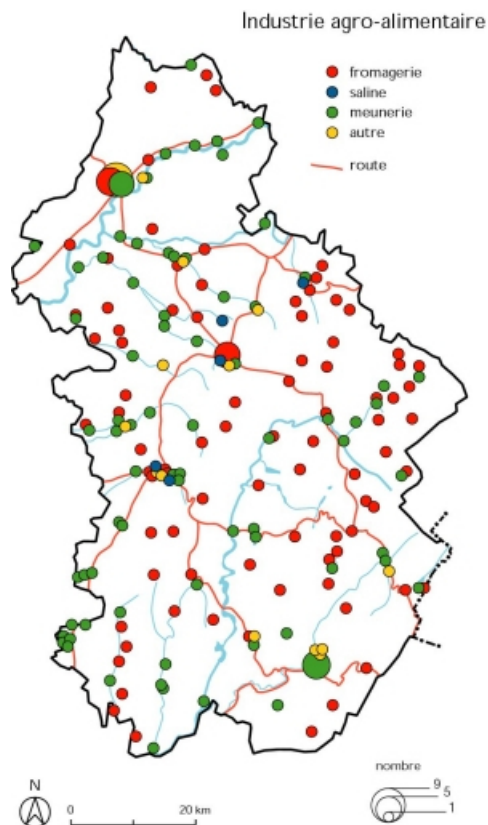 Industrie agro-alimentaire
fromagerie
saline
meunerie
autre
route
N
0
20 km
nombre
9
5
1